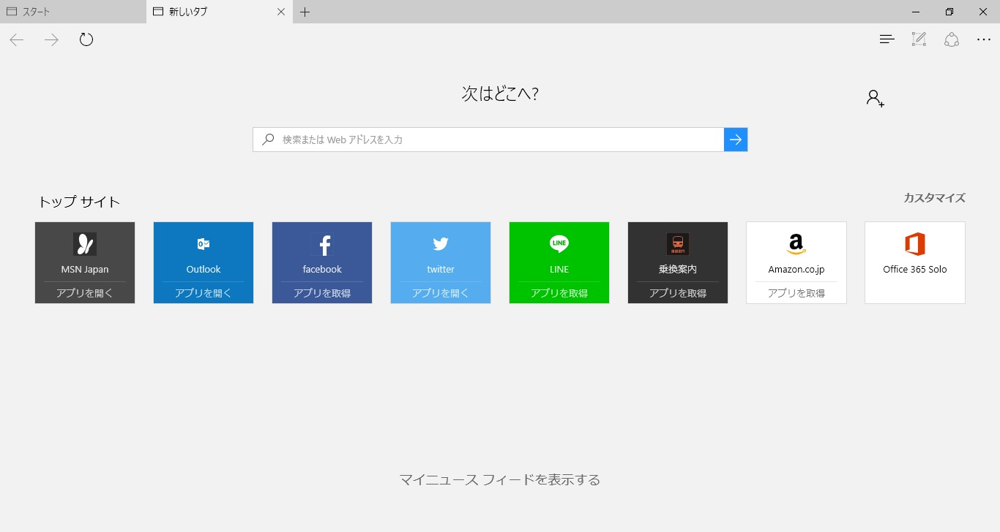 スタート
新しいタブ
次はどこへ?
検索または Web アドレスを入力
トップ サイト
カスタマイズ
MSN Japan
アプリを開く
Outlook
アプリを開く
facebook
アプリを取得
twitter
アプリを開く
LINE
LINE
アプリを取得
乗換案内
乗換案内
アプリを取得
Amazon.co.jp
アプリを取得
Office 365 Solo
マイニュース フィードを表示する